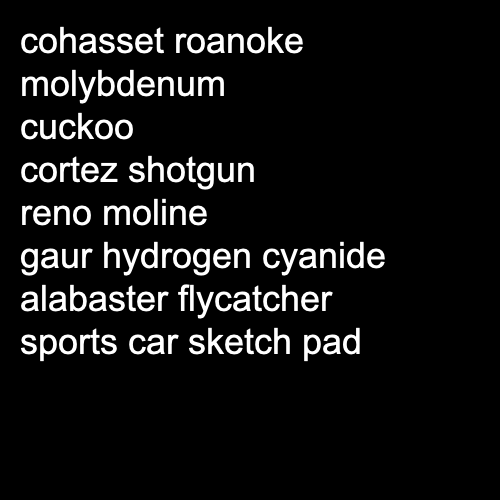 cohasset roanoke
molybdenum
cuckoo
cortez shotgun
reno moline
gaur hydrogen cyanide
alabaster flycatcher
sports car sketch pad